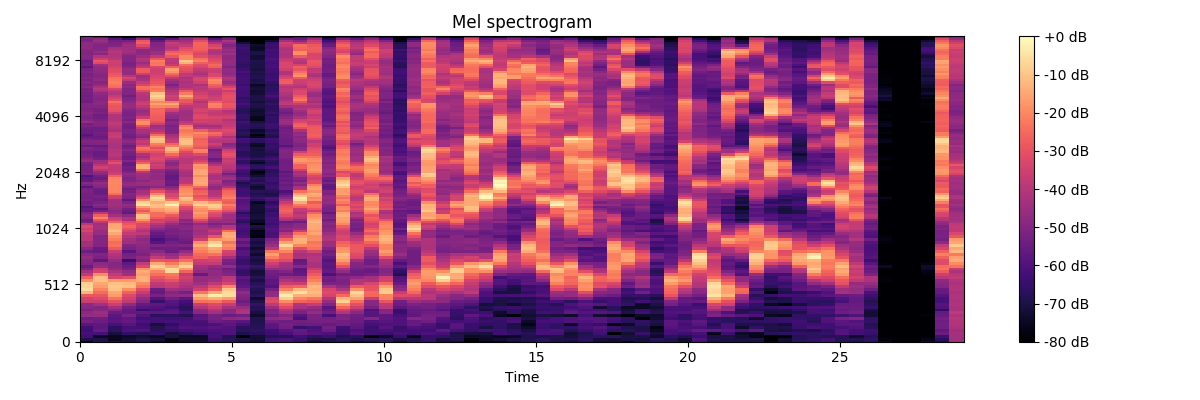 Mel spectrogram
8192
4096
2048
1024
512
0
Hz
0 5 10 15 20 25
Time
+0 dB
-10 dB
-20 dB
-30 dB
-40 dB
-50 dB
-60 dB
-70 dB
-80 dB